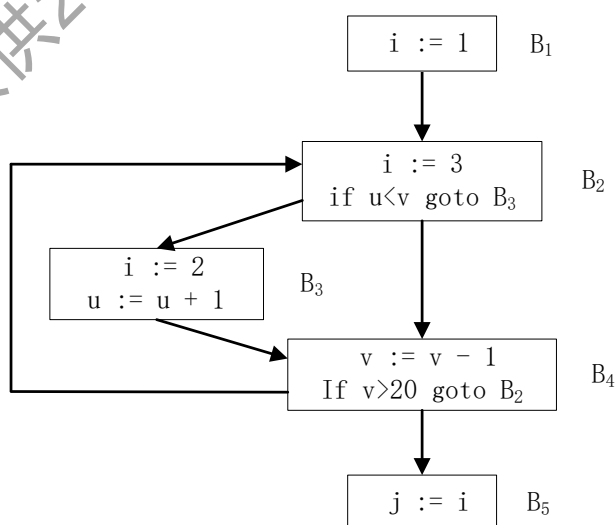 i := 1 B₁
i := 3
if u<v goto B₃ B₂
i := 2
u := u + 1 B₃
v := v - 1
If v>20 goto B₂ B₄
j := i B₅